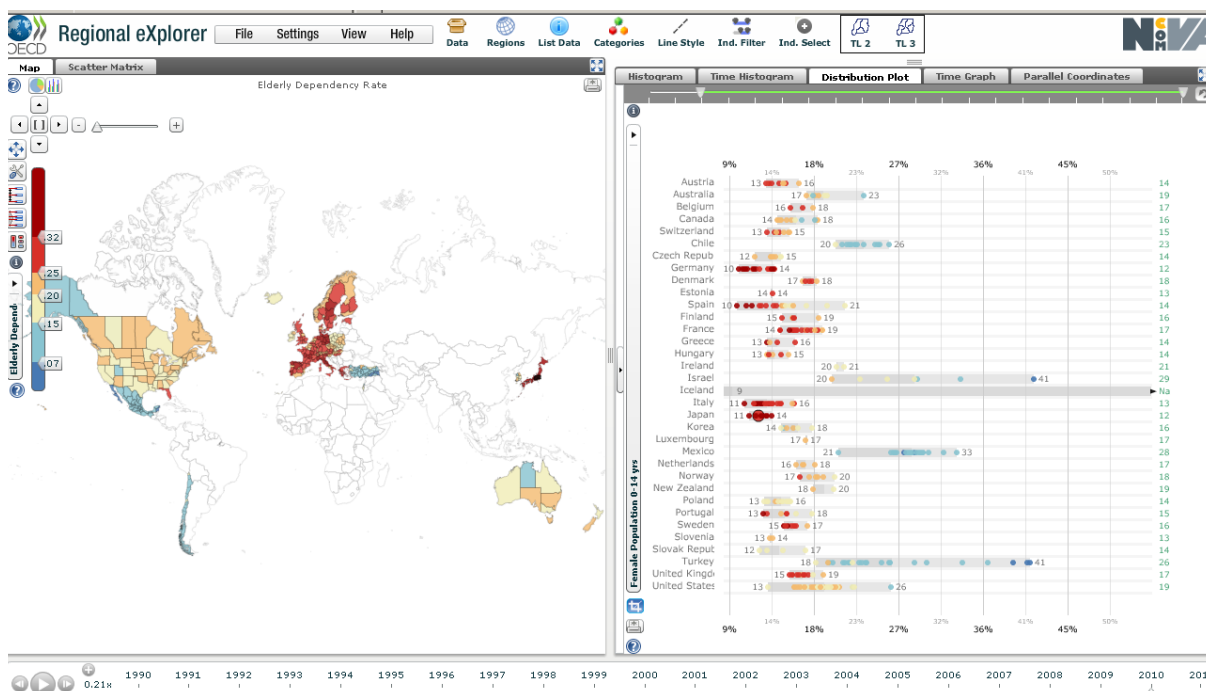 OECD Regional eXplorer File Settings View Help
Data Regions List Data Categories Line Style Ind. Filter Ind. Select TL 2 TL 3
NComVA
Map Scatter Matrix
Elderly Dependency Rate
.32
.25
.20
.15
.07
Elderly Depend
Histogram Time Histogram Distribution Plot Time Graph Parallel Coordinates
9% 18% 27% 36% 45%
14% 23% 32% 41% 50%
Austria 13 16 14
Australia 17 23 19
Belgium 16 18 17
Canada 14 18 16
Switzerland 13 15 15
Chile 20 26 23
Czech Repub 12 15 14
Germany 10 14 12
Denmark 17 18 18
Estonia 14 14 13
Spain 10 21 14
Finland 15 19 16
France 14 19 17
Greece 13 16 14
Hungary 13 15 14
Ireland 20 21 21
Israel 20 41 29
Iceland 9 Na
Italy 11 16 13
Japan 11 14 12
Korea 14 18 16
Luxembourg 17 17 17
Mexico 21 33 28
Netherlands 16 18 17
Norway 17 20 18
New Zealand 18 20 19
Poland 13 16 14
Portugal 13 18 15
Sweden 15 17 16
Slovenia 13 14 13
Slovak Reput 12 17 14
Turkey 18 41 26
United Kingd 15 19 17
United States 13 26 19
Female Population 0-14 yrs
14% 23% 32% 41% 50%
9% 18% 27% 36% 45%
0.21x 1990 1991 1992 1993 1994 1995 1996 1997 1998 1999 2000 2001 2002 2003 2004 2005 2006 2007 2008 2009 2010 201